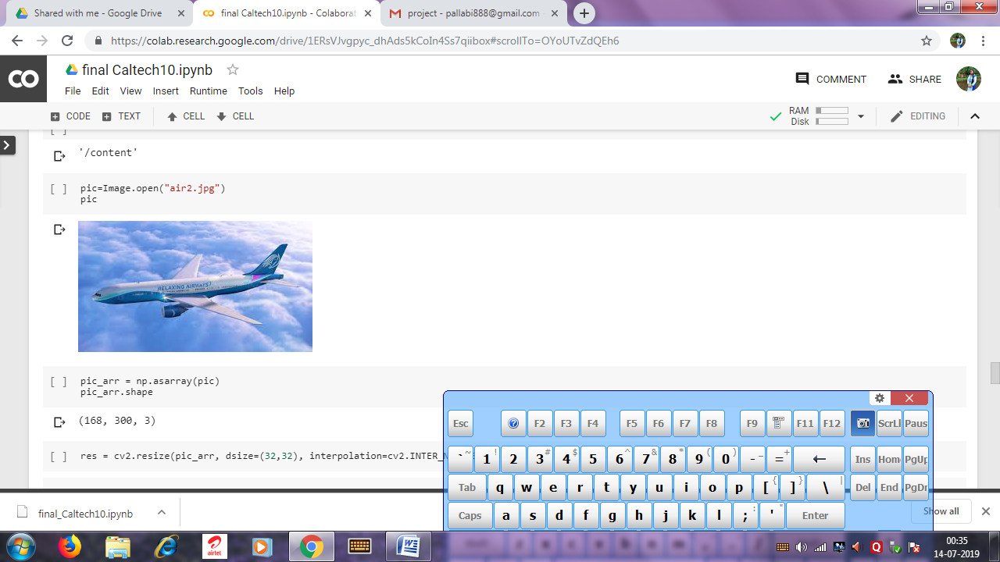 Shared with me - Google Drive
final Caltech10.ipynb - Colaborat
project - pallabi888@gmail.com
https://colab.research.google.com/drive/1ERsVJvgpyc_dhAds5kCoIn4Ss7qiibox#scrollTo=OYoUTvZdQEh6
final Caltech10.ipynb
COMMENT SHARE
File Edit View Insert Runtime Tools Help
CODE TEXT CELL CELL
RAM
Disk
EDITING
[ ]
'/content'
[ ] pic=Image.open("air2.jpg")
pic
RELAXING AIRWAYS?
[ ] pic_arr = np.asarray(pic)
pic_arr.shape
(168, 300, 3)
[ ] res = cv2.resize(pic_arr, dsize=(32,32), interpolation=cv2.INTER_
Esc F2 F3 F4 F5 F6 F7 F8 F9 F11 F12 ScrLl Paus
` ~ 1 ! 2 3 # 4 $ 5 6 ^ 7 & 8 * 9 ( 0 ) - _ = + ← Ins Hom PgUp
Tab q w e r t y u i o p [ { ] } \ | Del End PgDn
Caps a s d f g h j k l ; : ' " Enter
final_Caltech10.ipynb
Show all
airtel
00:35
14-07-2019